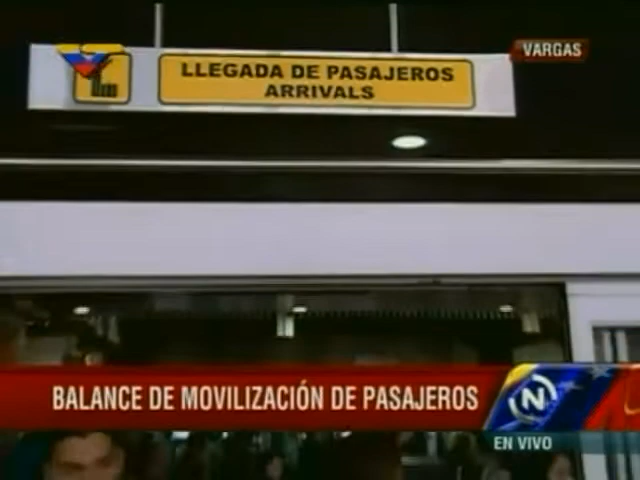 VARGAS
LLEGADA DE PASAJEROS
ARRIVALS
BALANCE DE MOVILIZACIÓN DE PASAJEROS
N
EN VIVO